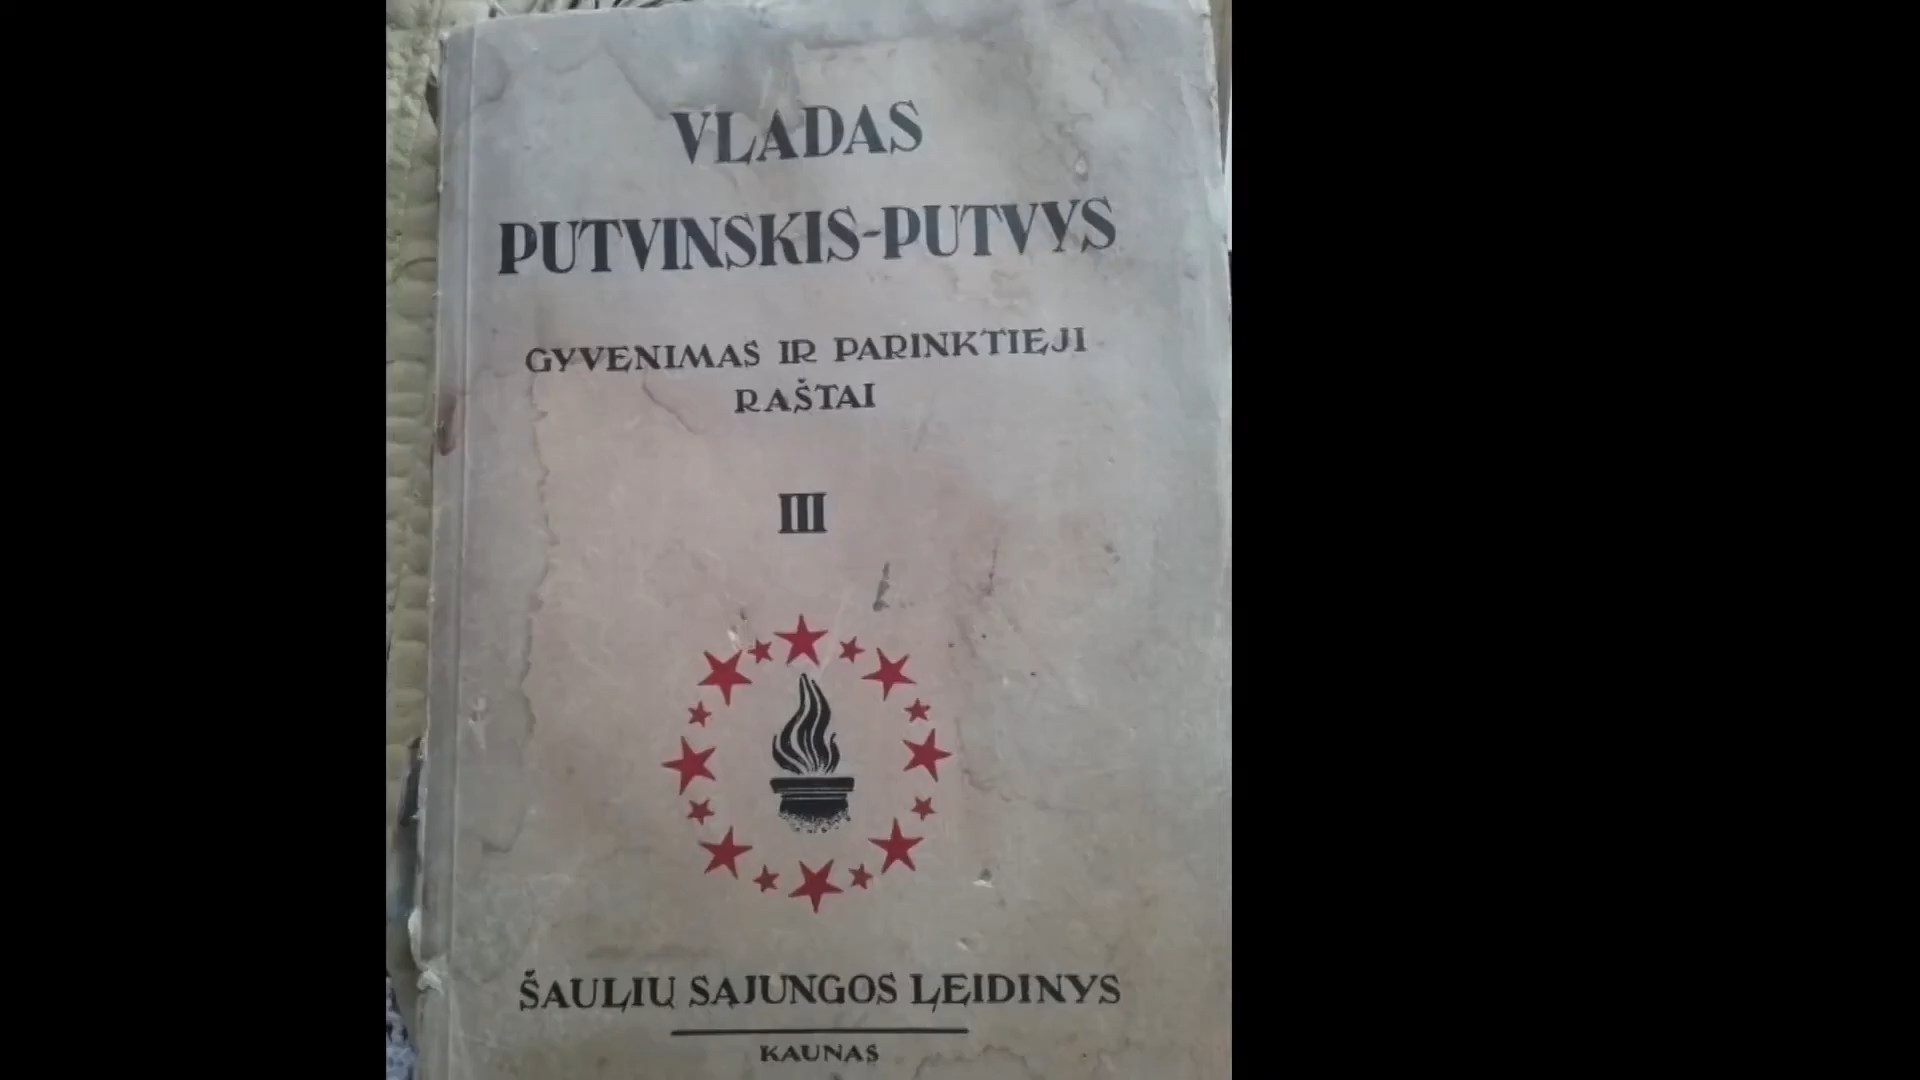 VLADAS
PUTVINSKIS-PUTVYS
GYVENIMAS IR PARINKTIEJI
RAŠTAI
III
ŠAULIŲ SĄJUNGOS LEIDINYS
KAUNAS